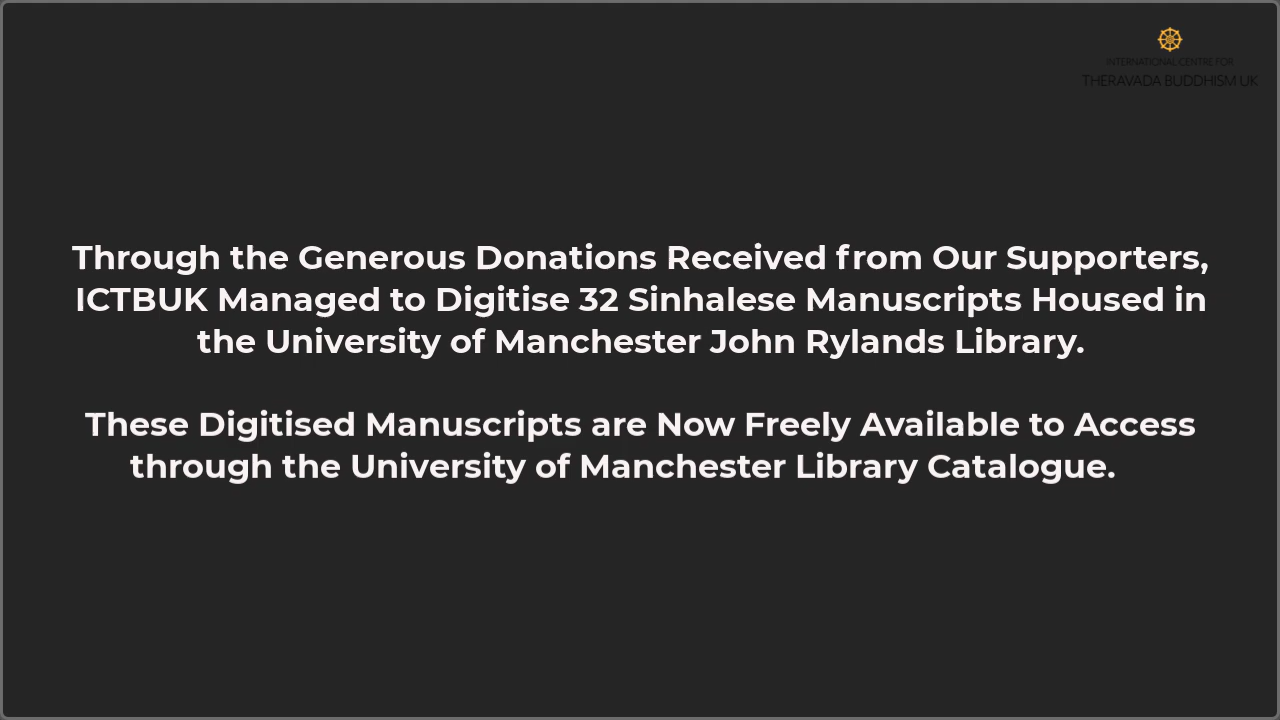 INTERNATIONAL CENTRE FOR
THERAVADA BUDDHISM UK
Through the Generous Donations Received from Our Supporters,
ICTBUK Managed to Digitise 32 Sinhalese Manuscripts Housed in
the University of Manchester John Rylands Library.
These Digitised Manuscripts are Now Freely Available to Access
through the University of Manchester Library Catalogue.